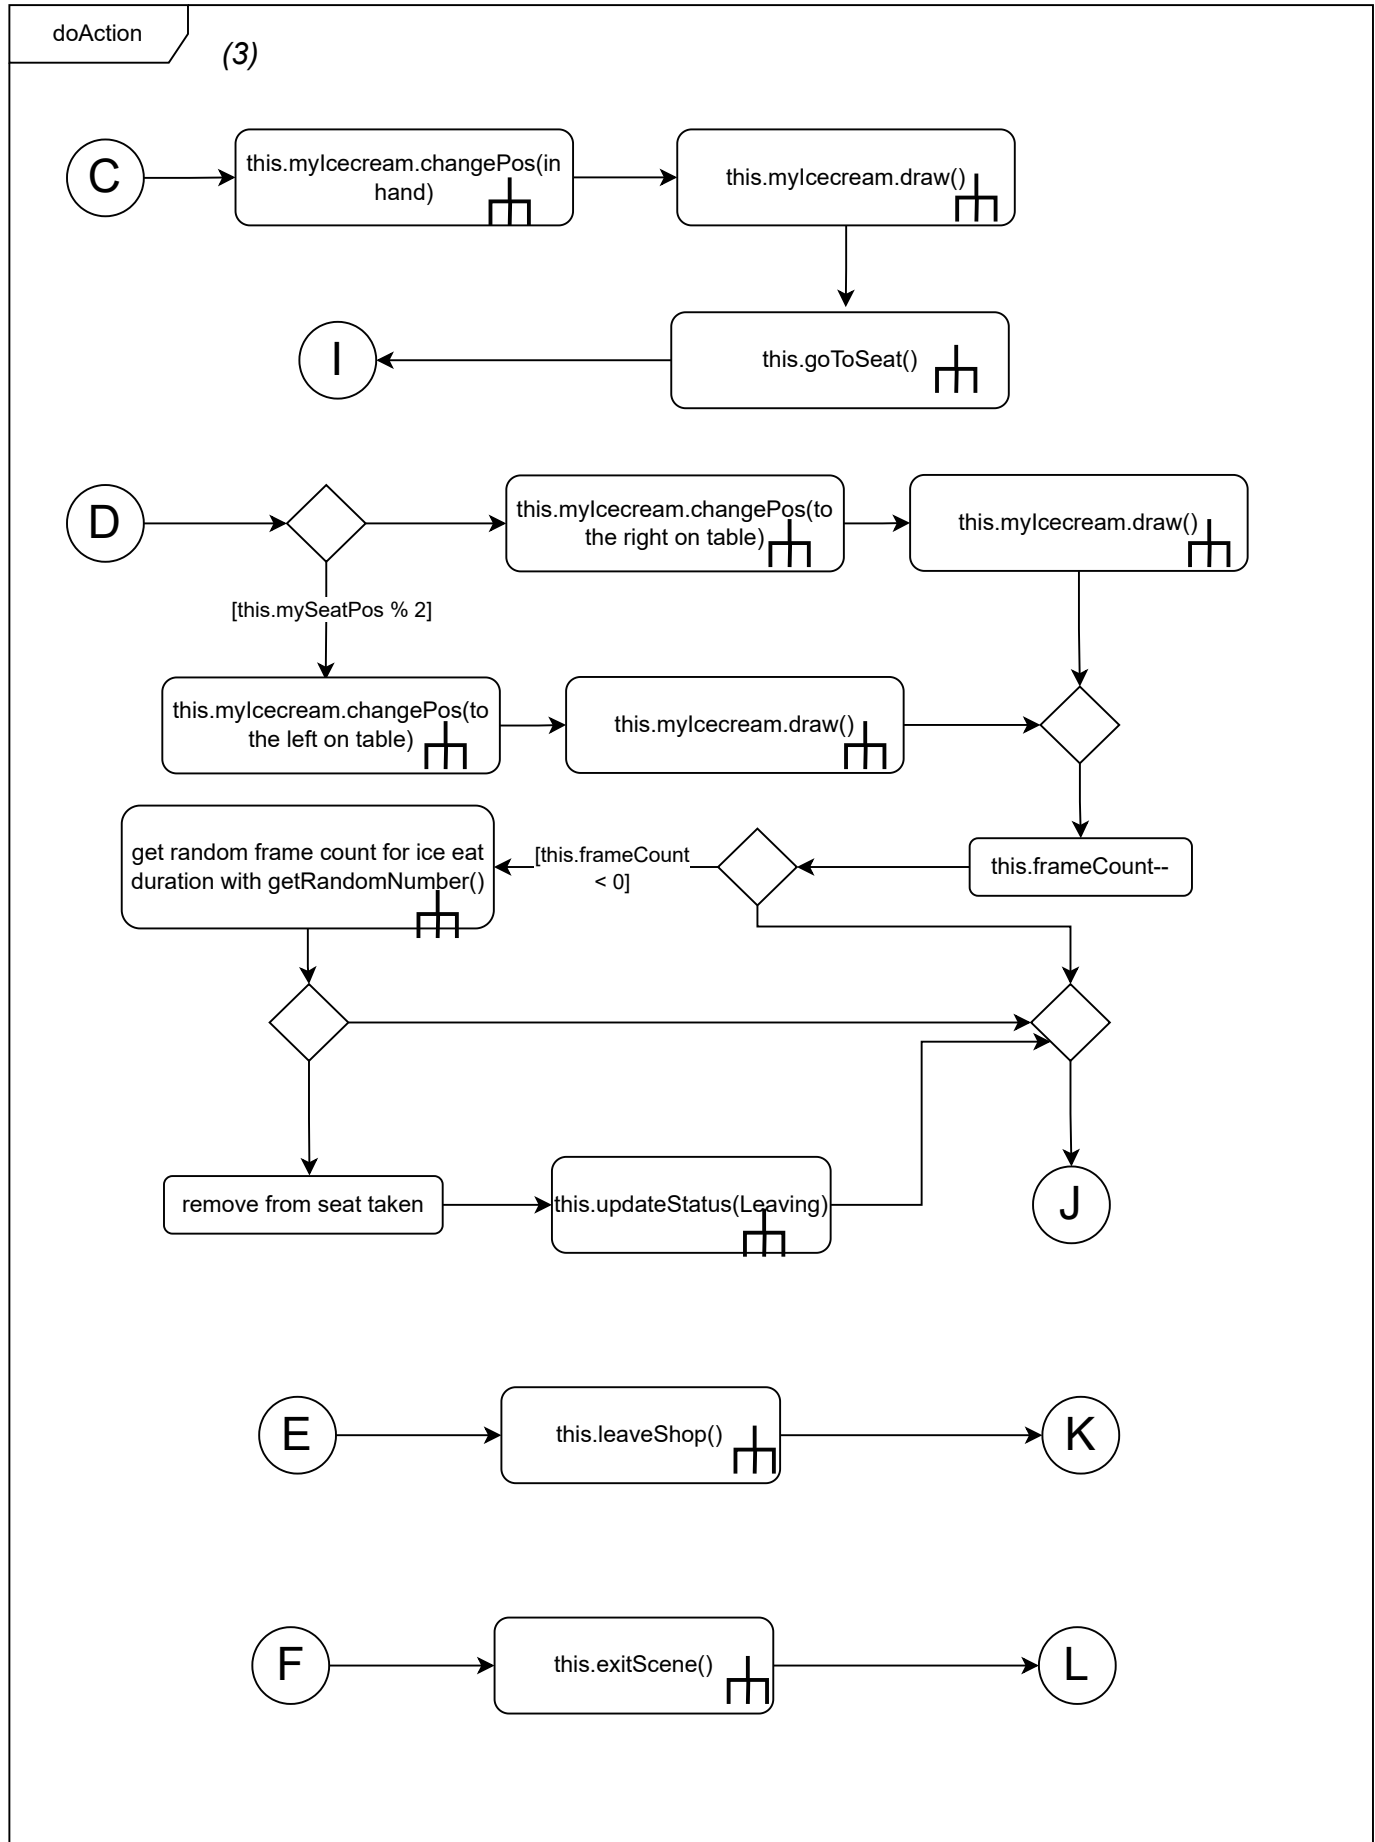 doAction
(3)
C
this.myIcecream.changePos(in
hand)
this.myIcecream.draw()
I
this.goToSeat()
D
this.myIcecream.changePos(to
the right on table)
this.myIcecream.draw()
[this.mySeatPos % 2]
this.myIcecream.changePos(to
the left on table)
this.myIcecream.draw()
get random frame count for ice eat
duration with getRandomNumber()
[this.frameCount
< 0]
this.frameCount--
remove from seat taken
this.updateStatus(Leaving)
J
E
this.leaveShop()
K
F
this.exitScene()
L